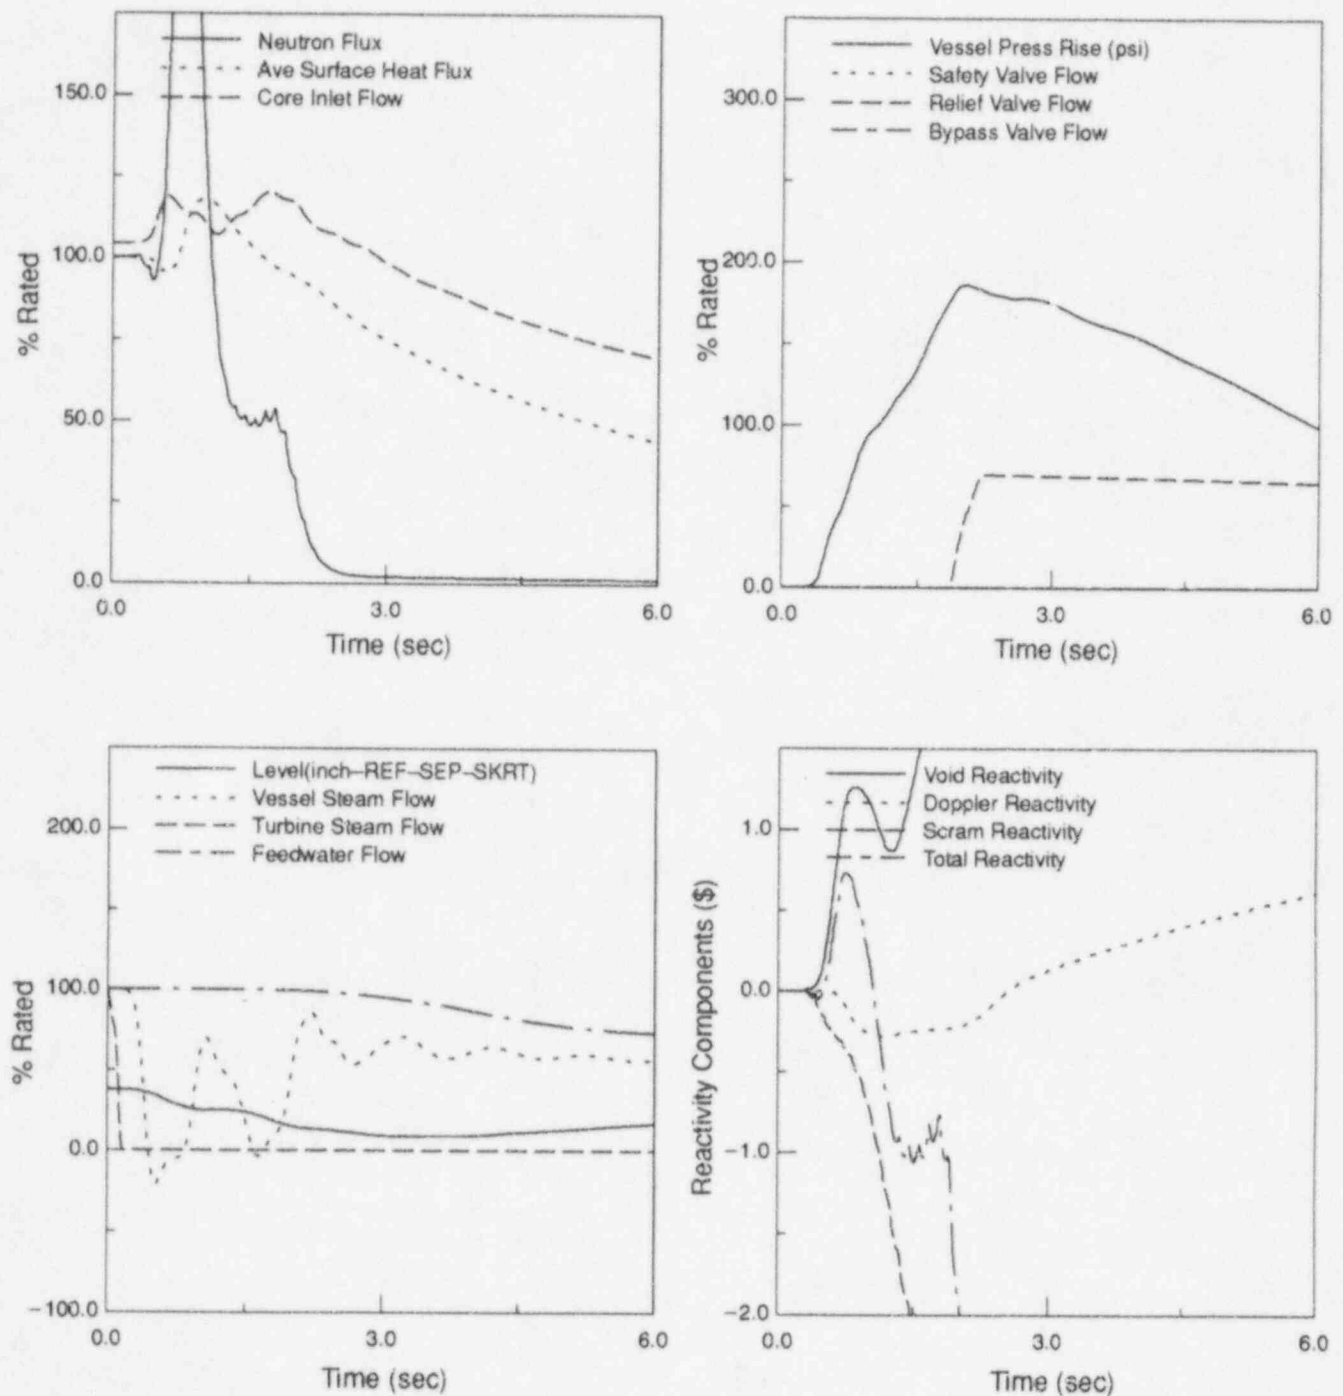 Neutron Flux
Ave Surface Heat Flux
Core Inlet Flow
150.0
100.0
50.0
0.0
% Rated
0.0 3.0 6.0
Time (sec)
Vessel Press Rise (psi)
Safety Valve Flow
Relief Valve Flow
Bypass Valve Flow
300.0
200.0
100.0
0.0
% Rated
0.0 3.0 6.0
Time (sec)
Level(inch–REF–SEP–SKRT)
Vessel Steam Flow
Turbine Steam Flow
Feedwater Flow
200.0
100.0
0.0
−100.0
% Rated
0.0 3.0 6.0
Time (sec)
Void Reactivity
Doppler Reactivity
Scram Reactivity
Total Reactivity
1.0
0.0
−1.0
−2.0
Reactivity Components ($)
0.0 3.0 6.0
Time (sec)